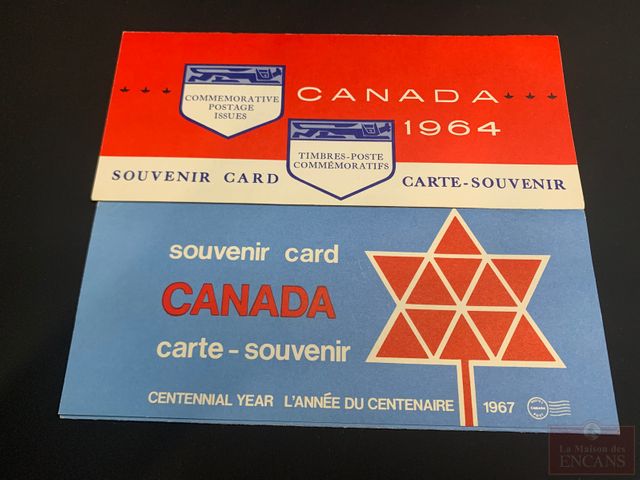 COMMEMORATIVE
POSTAGE
ISSUES
CANADA
1964
TIMBRES-POSTE
COMMÉMORATIFS
SOUVENIR CARD
CARTE-SOUVENIR
souvenir card
CANADA
carte-souvenir
CENTENNIAL YEAR L'ANNÉE DU CENTENAIRE 1967
CANADA
La Maison des
ENCANS